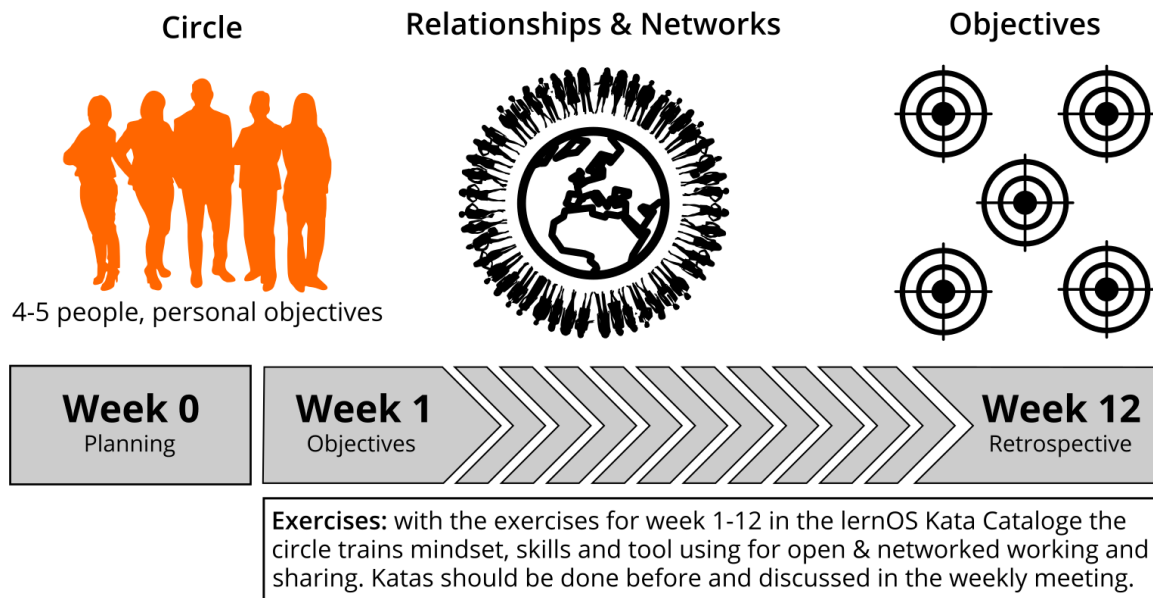 Circle
Relationships & Networks
Objectives
4-5 people, personal objectives
Week 0
Planning
Week 1
Objectives
Week 12
Retrospective
Exercises: with the exercises for week 1-12 in the lernOS Kata Cataloge the
circle trains mindset, skills and tool using for open & networked working and
sharing. Katas should be done before and discussed in the weekly meeting.